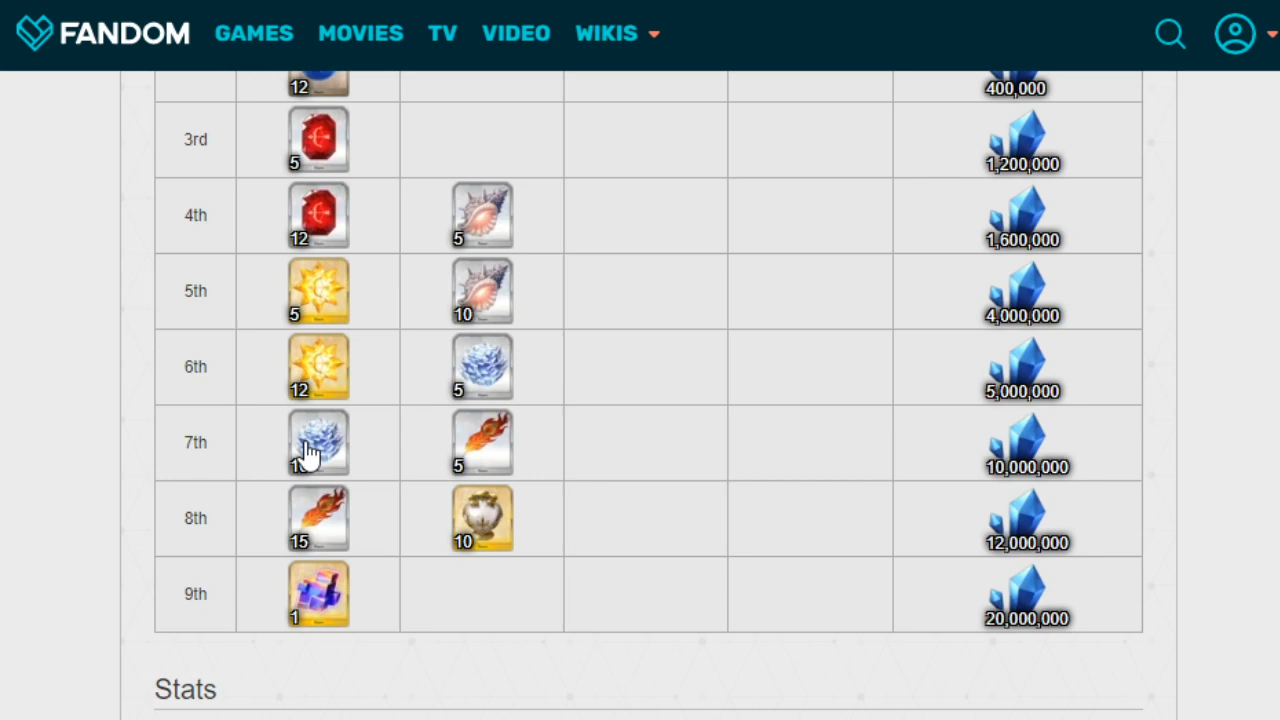 FANDOM GAMES MOVIES TV VIDEO WIKIS
12 400,000
3rd 5 1,200,000
4th 12 5 1,600,000
5th 5 10 4,000,000
6th 12 5 5,000,000
7th 5 10,000,000
8th 15 10 12,000,000
9th 1 20,000,000
Stats